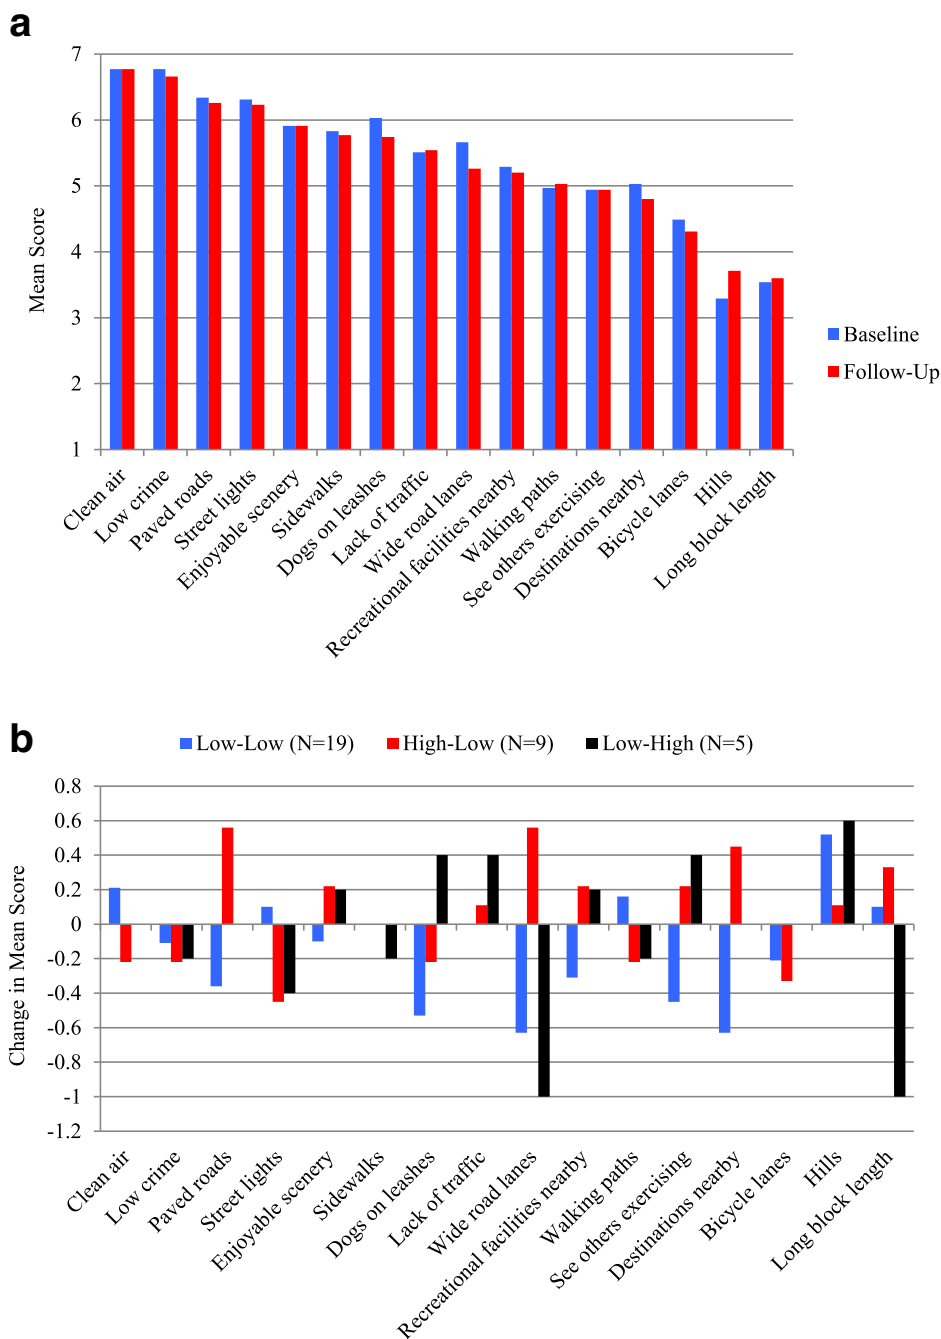 a
7
6
5
4
3
2
1
Mean Score
Clean air
Low crime
Paved roads
Street lights
Enjoyable scenery
Sidewalks
Dogs on leashes
Lack of traffic
Wide road lanes
Recreational facilities nearby
Walking paths
See others exercising
Destinations nearby
Bicycle lanes
Hills
Long block length
Baseline
Follow-Up
b
Low-Low (N=19) High-Low (N=9) Low-High (N=5)
0.8
0.6
0.4
0.2
0
-0.2
-0.4
-0.6
-0.8
-1
-1.2
Change in Mean Score
Clean air
Low crime
Paved roads
Street lights
Enjoyable scenery
Sidewalks
Dogs on leashes
Lack of traffic
Wide road lanes
Recreational facilities nearby
Walking paths
See others exercising
Destinations nearby
Bicycle lanes
Hills
Long block length